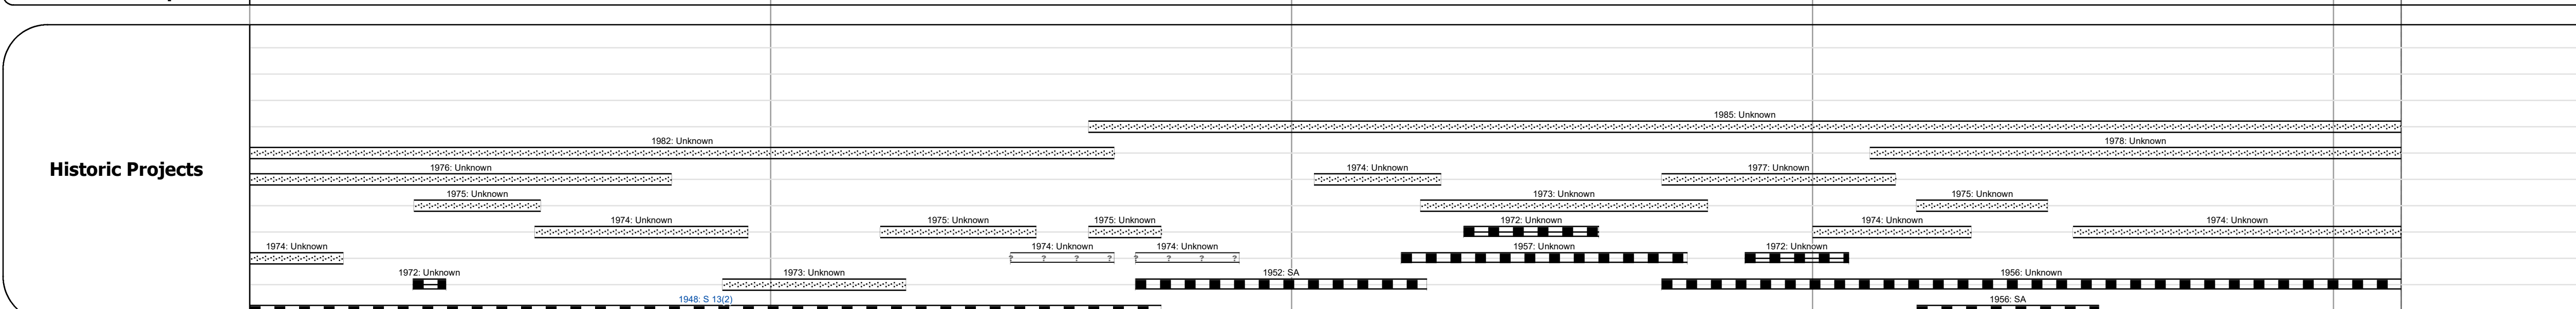 Historic Projects
1985: Unknown
1982: Unknown
1978: Unknown
1976: Unknown
1974: Unknown
1977: Unknown
1975: Unknown
1973: Unknown
1975: Unknown
1974: Unknown
1975: Unknown
1975: Unknown
1972: Unknown
1974: Unknown
1974: Unknown
1974: Unknown
1974: Unknown
1974: Unknown
1957: Unknown
1972: Unknown
? ? ? ?
? ? ? ?
1972: Unknown
1973: Unknown
1952: SA
1956: Unknown
1948: S 13(2)
1956: SA